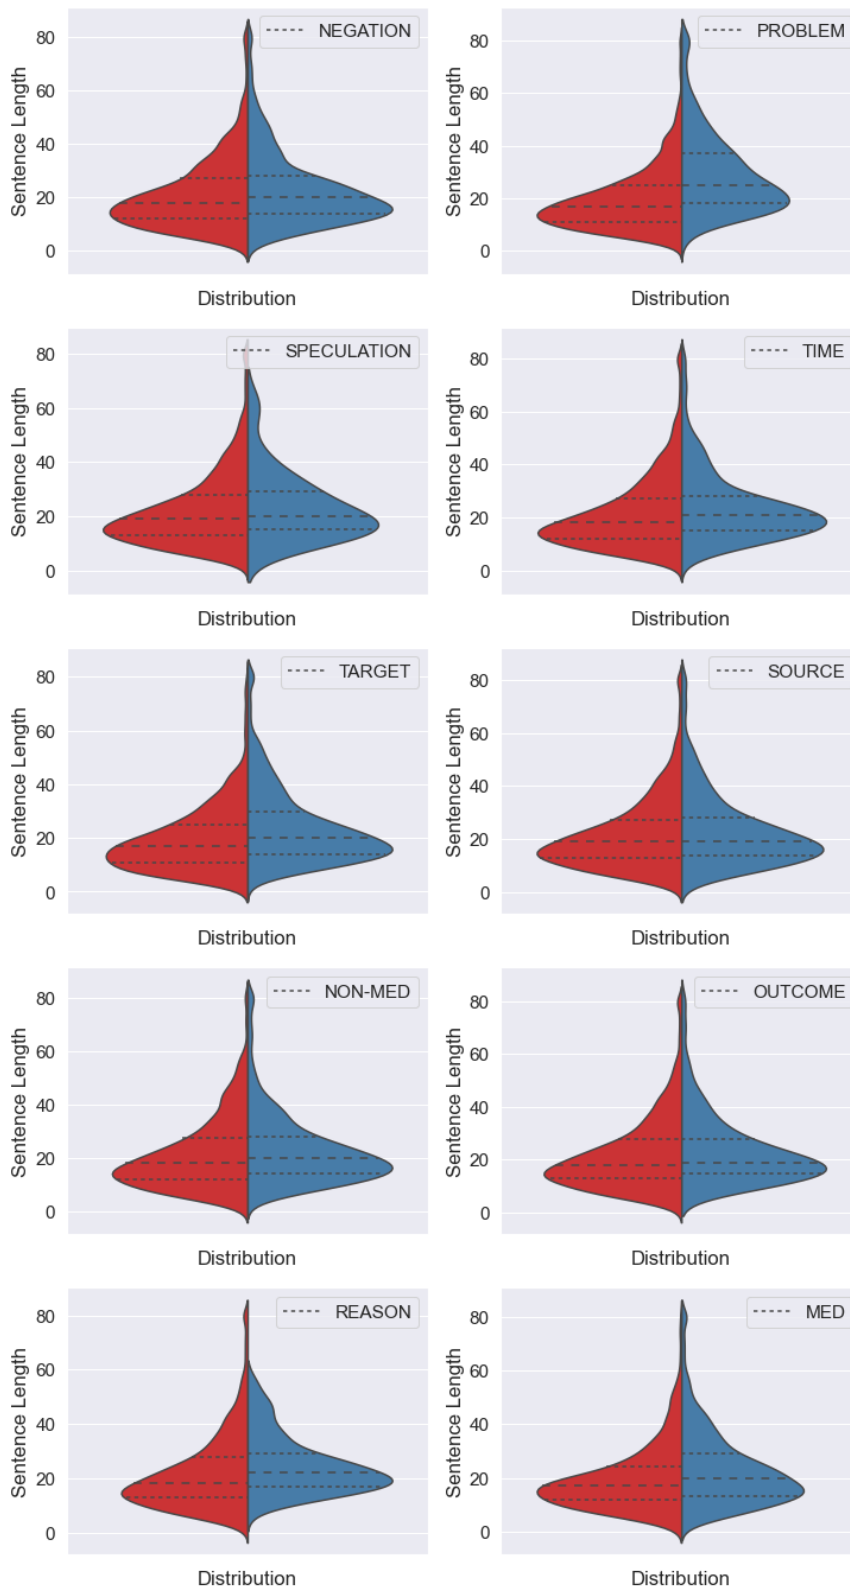 NEGATION
80
60
40
20
0
Sentence Length
Distribution
PROBLEM
80
60
40
20
0
Sentence Length
Distribution
SPECULATION
80
60
40
20
0
Sentence Length
Distribution
TIME
80
60
40
20
0
Sentence Length
Distribution
TARGET
80
60
40
20
0
Sentence Length
Distribution
SOURCE
80
60
40
20
0
Sentence Length
Distribution
NON-MED
80
60
40
20
0
Sentence Length
Distribution
OUTCOME
80
60
40
20
0
Sentence Length
Distribution
REASON
80
60
40
20
0
Sentence Length
Distribution
MED
80
60
40
20
0
Sentence Length
Distribution